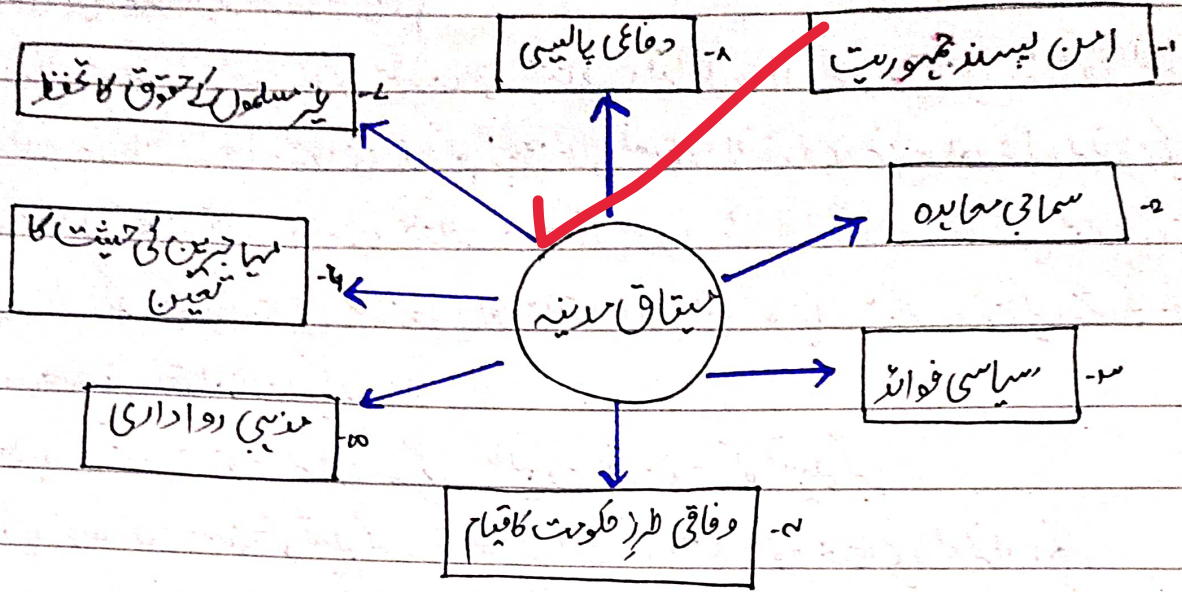 ۱- امن پسند جمہوریت
۲- سماجی معاہدہ
۳- سیاسی فوائد
۴- وفاقی طرزِ حکومت کا قیام
۵- مذہبی رواداری
۶- مہاجرین کی حیثیت کا
تعین
۷- غیر مسلموں کے حقوق کا تحفظ
۸- دفاعی پالیسی
میثاق مدینہ